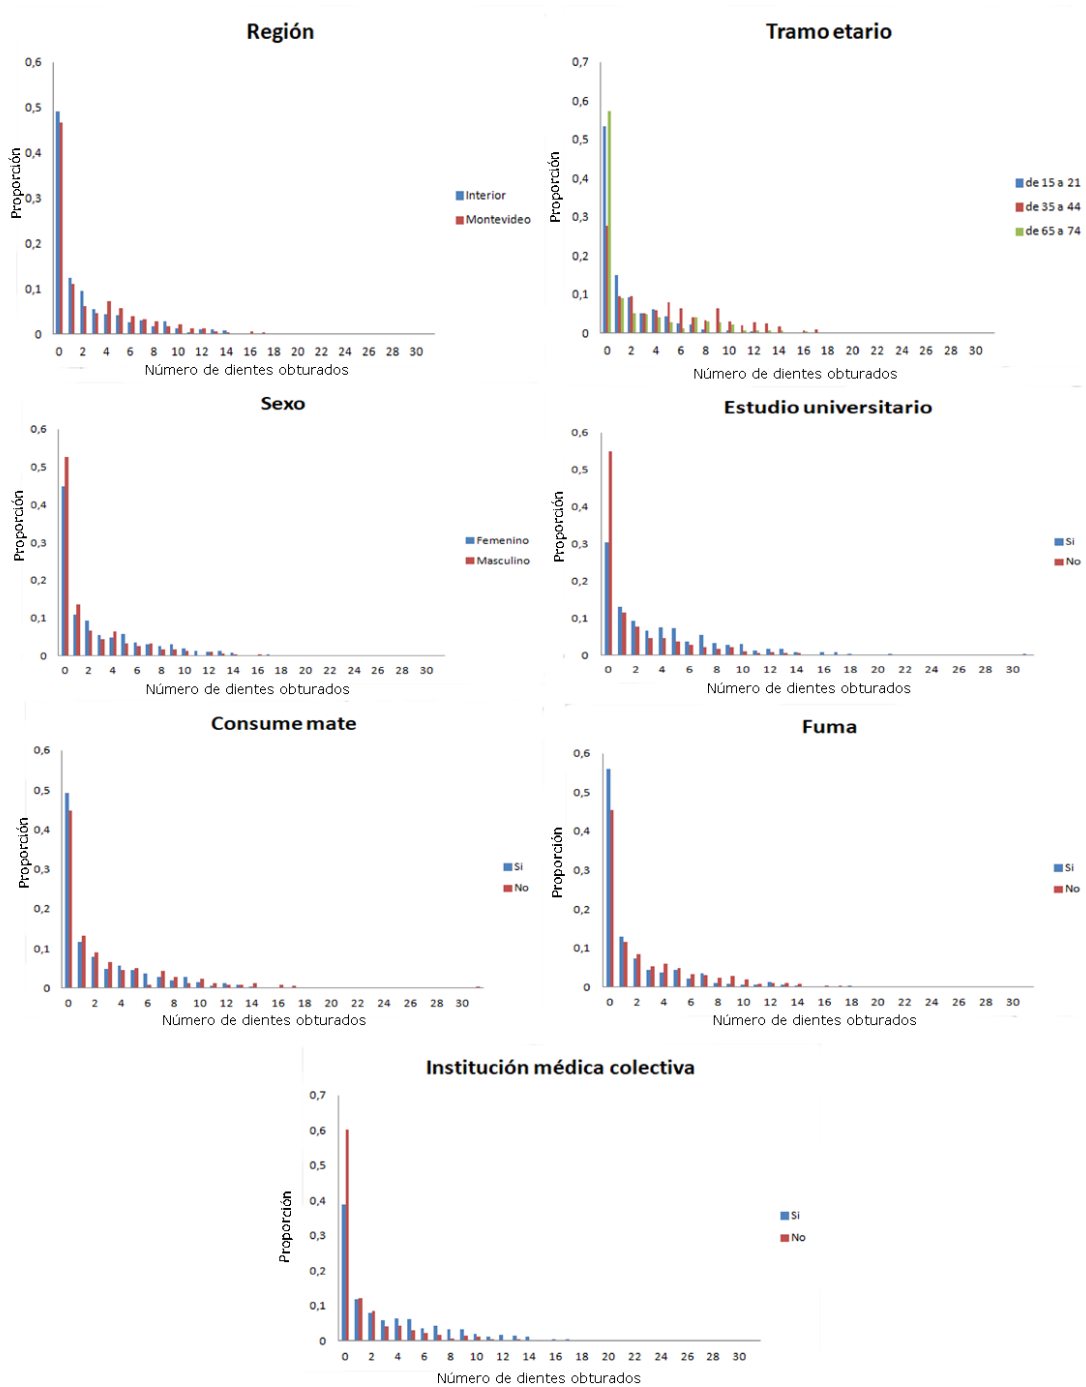 Región
0,6
0,5
0,4
0,3
0,2
0,1
0
Proporción
0 2 4 6 8 10 12 14 16 18 20 22 24 26 28 30
Número de dientes obturados
Interior
Montevideo
Tramo etario
0,7
0,6
0,5
0,4
0,3
0,2
0,1
0
Proporción
0 2 4 6 8 10 12 14 16 18 20 22 24 26 28 30
Número de dientes obturados
de 15 a 21
de 35 a 44
de 65 a 74
Sexo
0,6
0,5
0,4
0,3
0,2
0,1
0
Proporción
0 2 4 6 8 10 12 14 16 18 20 22 24 26 28 30
Número de dientes obturados
Femenino
Masculino
Estudio universitario
0,6
0,5
0,4
0,3
0,2
0,1
0
Proporción
0 2 4 6 8 10 12 14 16 18 20 22 24 26 28 30
Número de dientes obturados
Si
No
Consume mate
0,6
0,5
0,4
0,3
0,2
0,1
0
Proporción
0 2 4 6 8 10 12 14 16 18 20 22 24 26 28 30
Número de dientes obturados
Si
No
Fuma
0,6
0,5
0,4
0,3
0,2
0,1
0
Proporción
0 2 4 6 8 10 12 14 16 18 20 22 24 26 28 30
Número de dientes obturados
Si
No
Institución médica colectiva
0,7
0,6
0,5
0,4
0,3
0,2
0,1
0
Proporción
0 2 4 6 8 10 12 14 16 18 20 22 24 26 28 30
Número de dientes obturados
Si
No